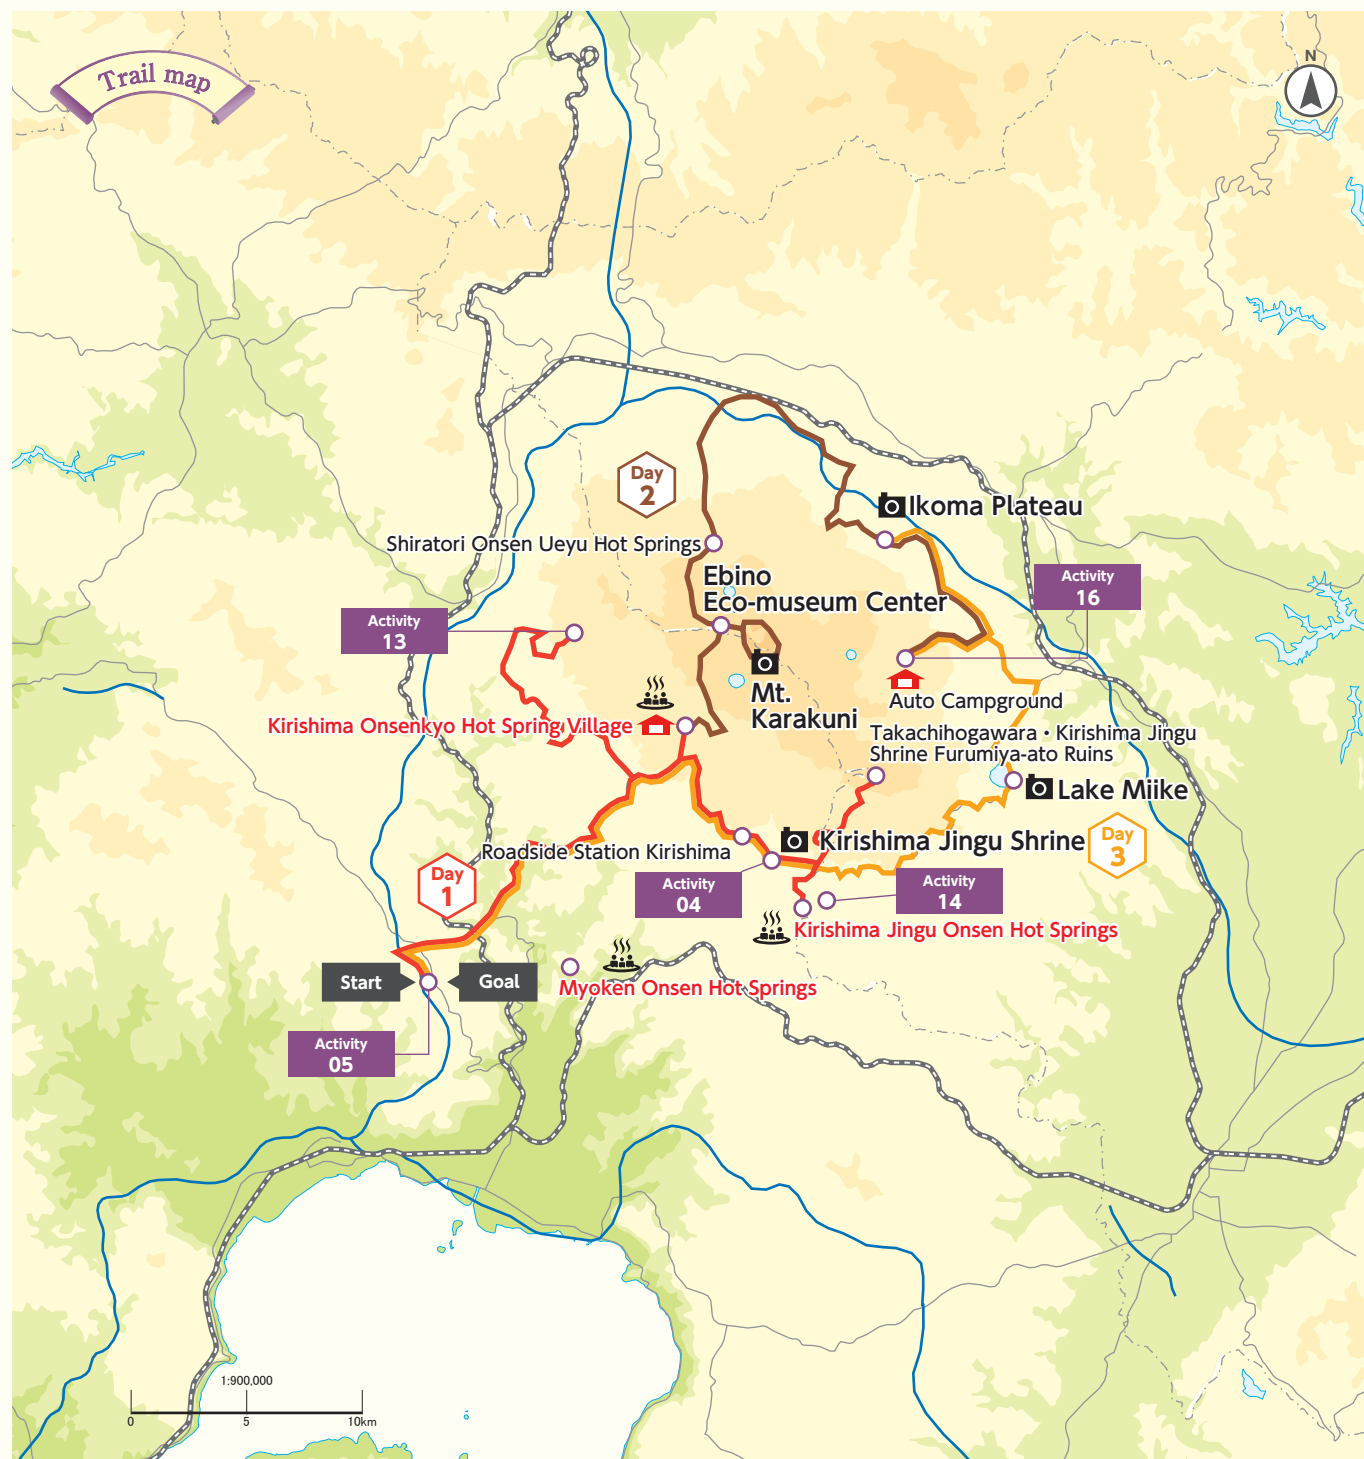 Trail map
N
Day
2
Ikoma Plateau
Shiratori Onsen Ueyu Hot Springs
Ebino
Eco-museum Center
Activity
16
Activity
13
Mt.
Karakuni
Auto Campground
Kirishima Onsenkyo Hot Spring Village
Takachihogawara • Kirishima Jingu
Shrine Furumiya-ato Ruins
Lake Miike
Kirishima Jingu Shrine
Day
3
Roadside Station Kirishima
Day
1
Activity
04
Activity
14
Kirishima Jingu Onsen Hot Springs
Start
Goal
Myoken Onsen Hot Springs
Activity
05
1:900,000
0
5
10km